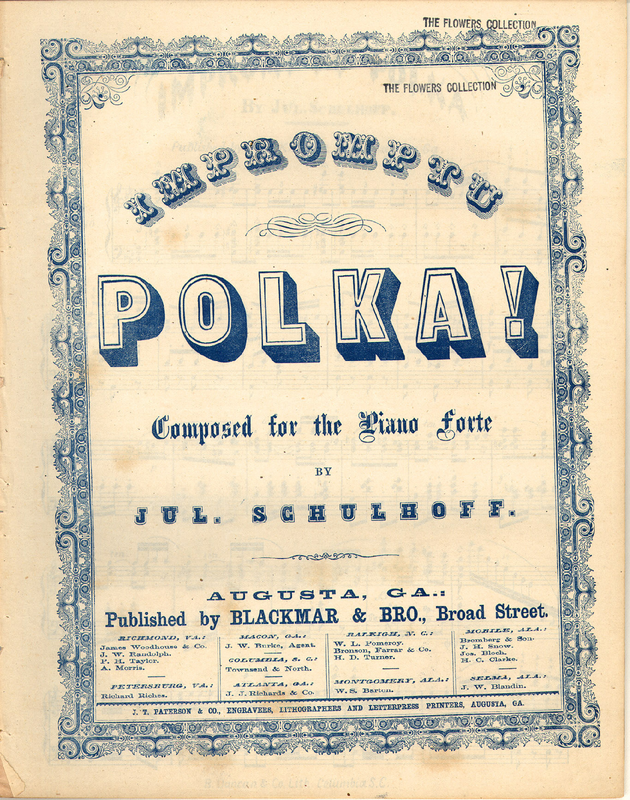 THE FLOWERS COLLECTION
THE FLOWERS COLLECTION
IMPROMPTU
POLKA!
Composed for the Piano Forte
BY
JUL. SCHULHOFF.
AUGUSTA, GA.:
Published by BLACKMAR & BRO., Broad Street.
RICHMOND, VA.:
James Woodhouse & Co.
J. W. Randolph.
P. H. Taylor.
A. Morris.
PETERSBURG, VA.:
Richard Riches.
MACON, GA.:
J. W. Burke, Agent.
COLUMBIA, S. C.:
Townsend & North.
ATLANTA, GA.:
J. J. Richards & Co.
RALEIGH, N. C.:
W. L. Pomeroy.
Bronson, Farrar & Co.
H. D. Turner.
MONTGOMERY, ALA.:
W. S. Barton.
MOBILE, ALA.:
Bromberg & Son.
J. H. Snow.
Jos. Bloch.
H. C. Clarke.
SELMA, ALA.:
J. W. Blandin.
J. T. PATERSON & CO., ENGRAVERS, LITHOGRAPHERS AND LETTERPRESS PRINTERS, AUGUSTA, GA.